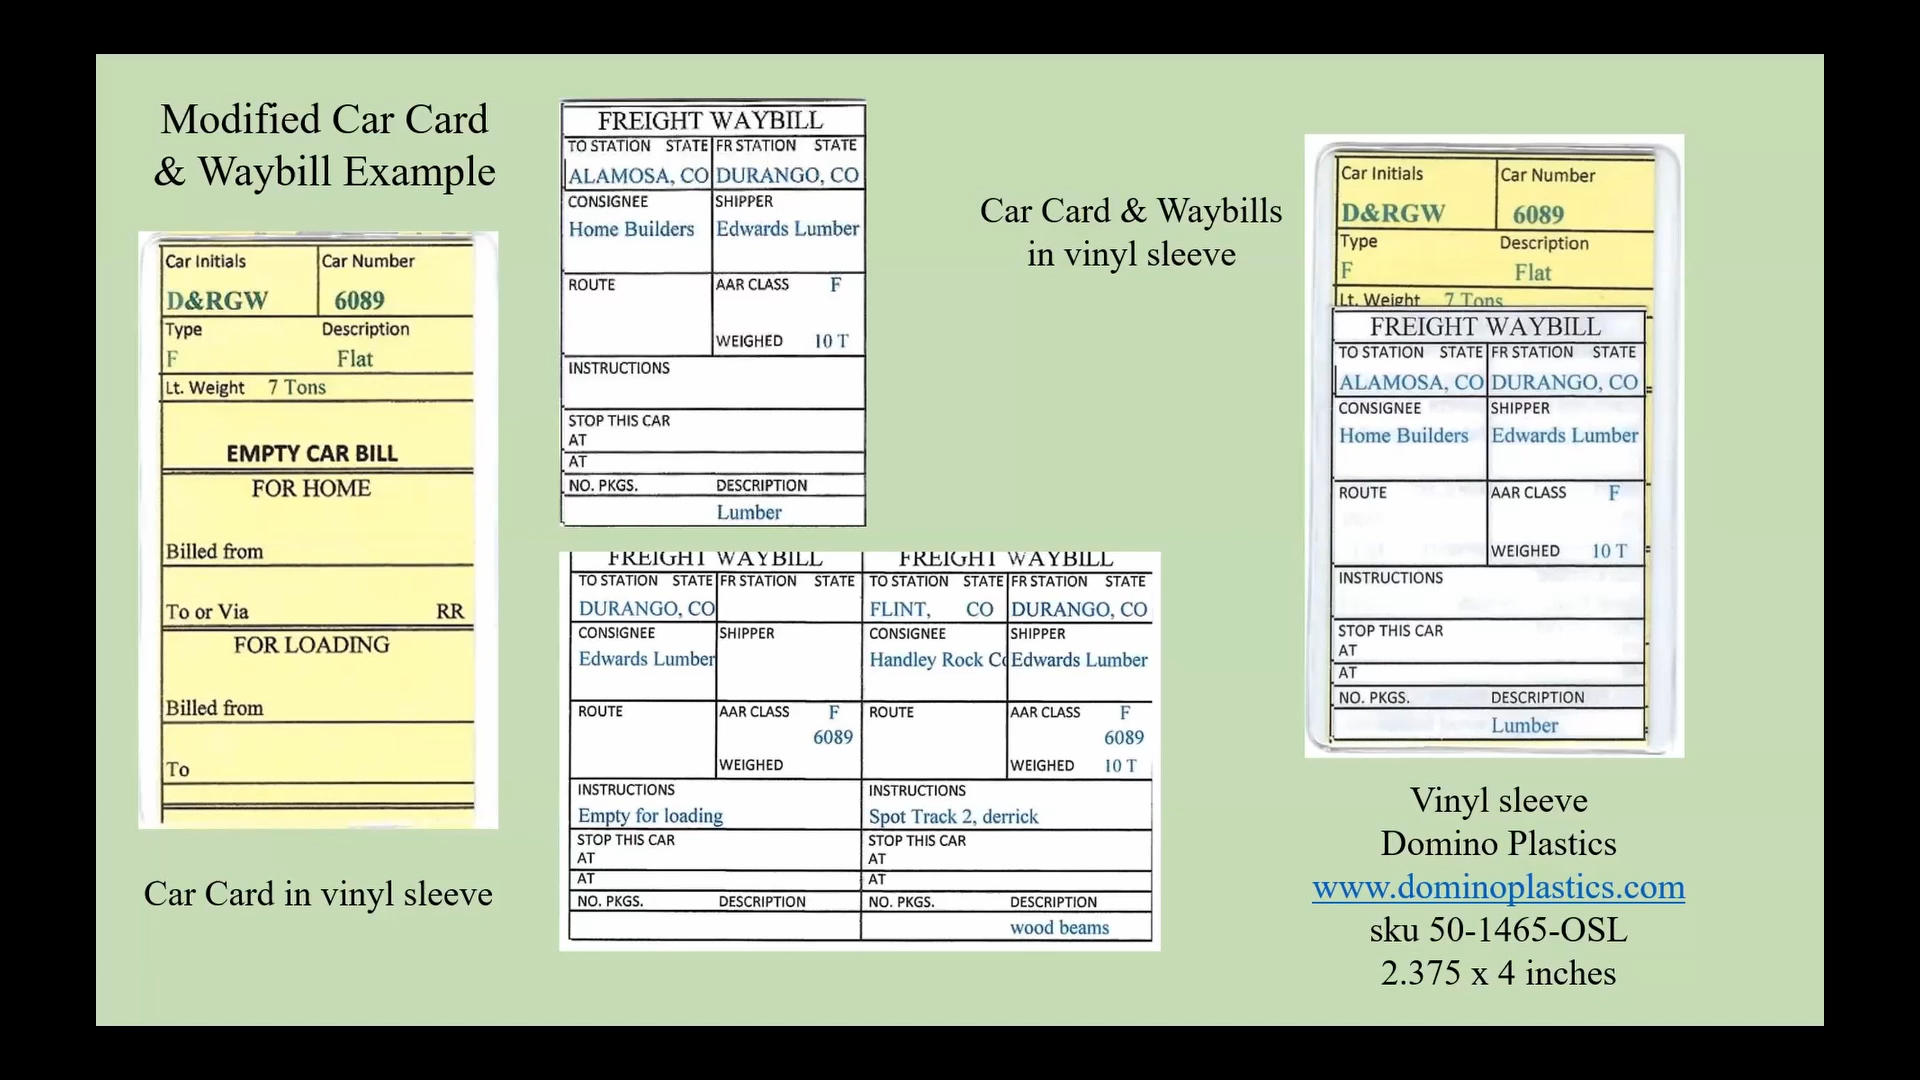 Modified Car Card
& Waybill Example
Car Initials Car Number
D&RGW 6089
Type Description
F Flat
Lt. Weight 7 Tons
EMPTY CAR BILL
FOR HOME
Billed from
To or Via RR
FOR LOADING
Billed from
To
Car Card in vinyl sleeve
FREIGHT WAYBILL
TO STATION STATE FR STATION STATE
ALAMOSA, CO DURANGO, CO
CONSIGNEE SHIPPER
Home Builders Edwards Lumber
ROUTE AAR CLASS F
WEIGHED 10 T
INSTRUCTIONS
STOP THIS CAR
AT
AT
NO. PKGS. DESCRIPTION
Lumber
FREIGHT WAYBILL FREIGHT WAYBILL
TO STATION STATE FR STATION STATE TO STATION STATE FR STATION STATE
DURANGO, CO FLINT, CO DURANGO, CO
CONSIGNEE SHIPPER CONSIGNEE SHIPPER
Edwards Lumber Handley Rock Co Edwards Lumber
ROUTE AAR CLASS F ROUTE AAR CLASS F
6089 6089
WEIGHED WEIGHED 10 T
INSTRUCTIONS INSTRUCTIONS
Empty for loading Spot Track 2, derrick
STOP THIS CAR STOP THIS CAR
AT AT
AT AT
NO. PKGS. DESCRIPTION NO. PKGS. DESCRIPTION
wood beams
Car Card & Waybills
in vinyl sleeve
Car Initials Car Number
D&RGW 6089
Type Description
F Flat
Lt. Weight 7 Tons
FREIGHT WAYBILL
TO STATION STATE FR STATION STATE
ALAMOSA, CO DURANGO, CO
CONSIGNEE SHIPPER
Home Builders Edwards Lumber
ROUTE AAR CLASS F
WEIGHED 10 T
INSTRUCTIONS
STOP THIS CAR
AT
AT
NO. PKGS. DESCRIPTION
Lumber
Vinyl sleeve
Domino Plastics
www.dominoplastics.com
sku 50-1465-OSL
2.375 x 4 inches